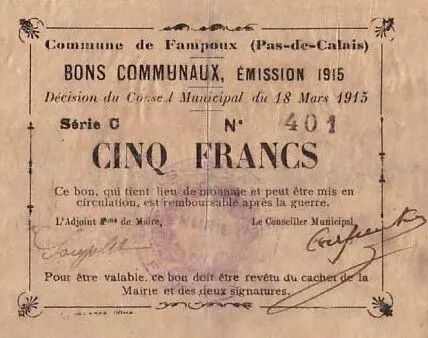 Commune de Fampoux (Pas-de-Calais)
BONS COMMUNAUX, ÉMISSION 1915
Décision du Conseil Municipal du 18 Mars 1915
Série C N° 401
CINQ FRANCS
Ce bon, qui tient lieu de monnaie et peut être mis en
circulation, est remboursable après la guerre.
L'Adjoint fons de Maire, Le Conseiller Municipal,
Pour être valable, ce bon doit être revêtu du cachet de la
Mairie et des deux signatures.